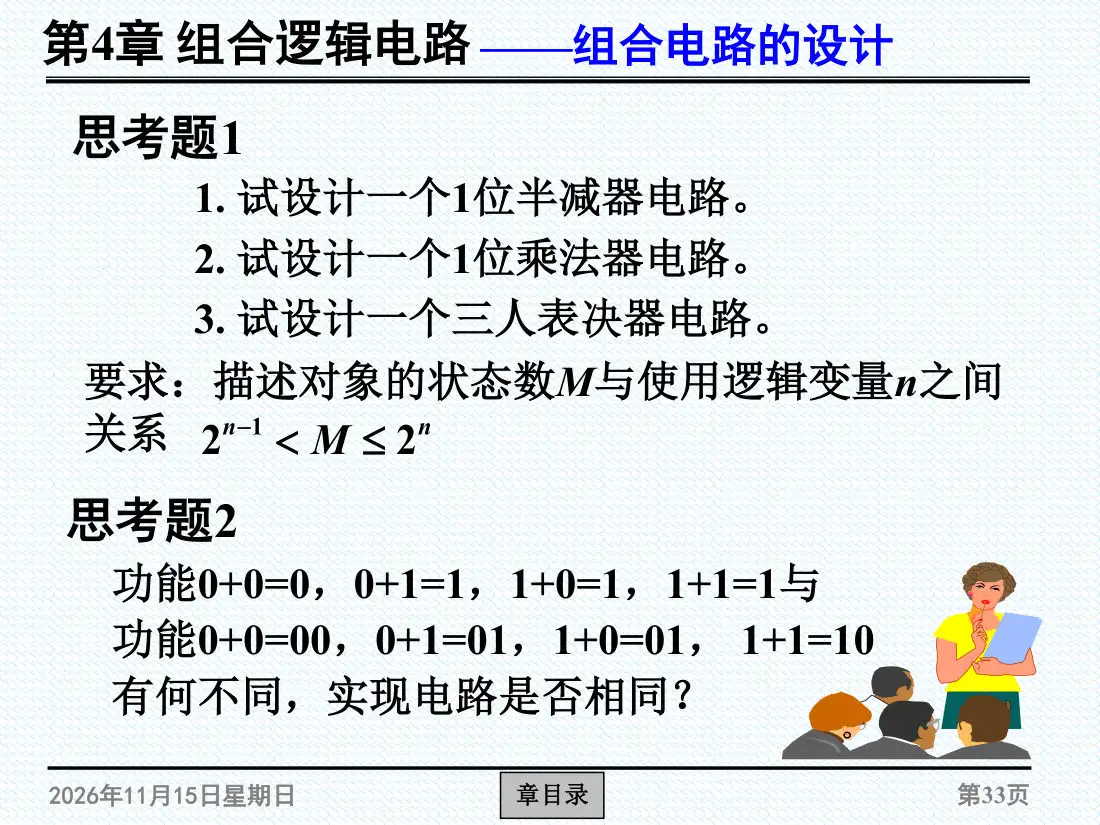 第4章 组合逻辑电路 ——组合电路的设计
思考题1
1. 试设计一个1位半减器电路。
2. 试设计一个1位乘法器电路。
3. 试设计一个三人表决器电路。
要求：描述对象的状态数M与使用逻辑变量n之间
关系 2^{n−1} < M ≤ 2^n
思考题2
功能0+0=0，0+1=1，1+0=1，1+1=1与
功能0+0=00，0+1=01，1+0=01， 1+1=10
有何不同，实现电路是否相同？
2026年11月15日星期日
章目录
第33页